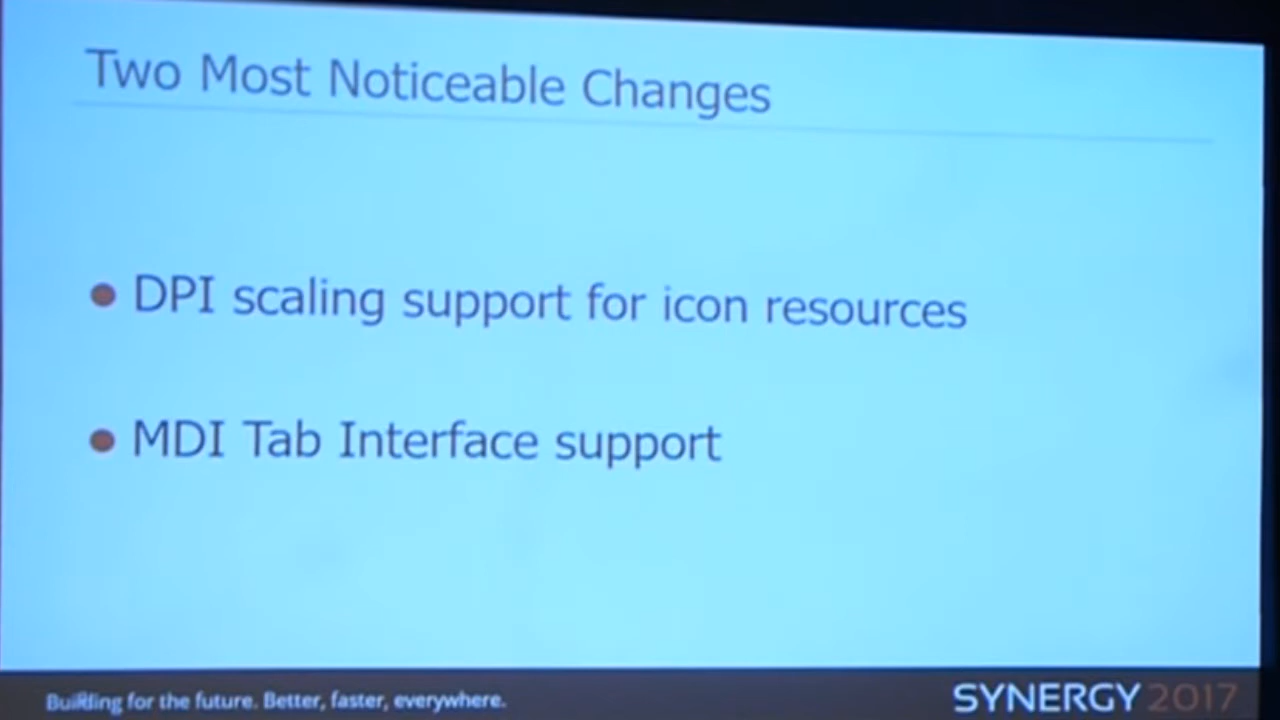 Two Most Noticeable Changes
• DPI scaling support for icon resources
• MDI Tab Interface support
Building for the future. Better, faster, everywhere.
SYNERGY 2017